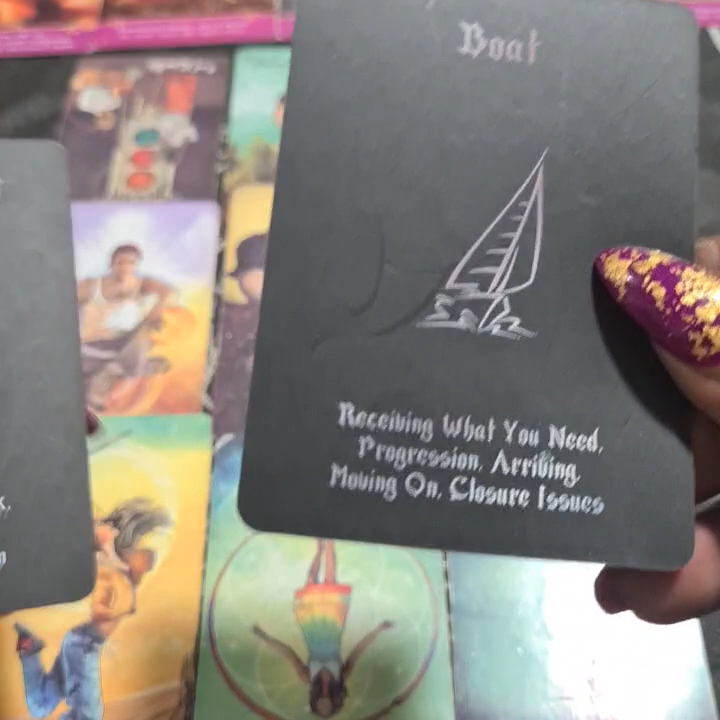 Boat
Receiving What You Need,
Progression, Arriving
Moving On, Closure Issues